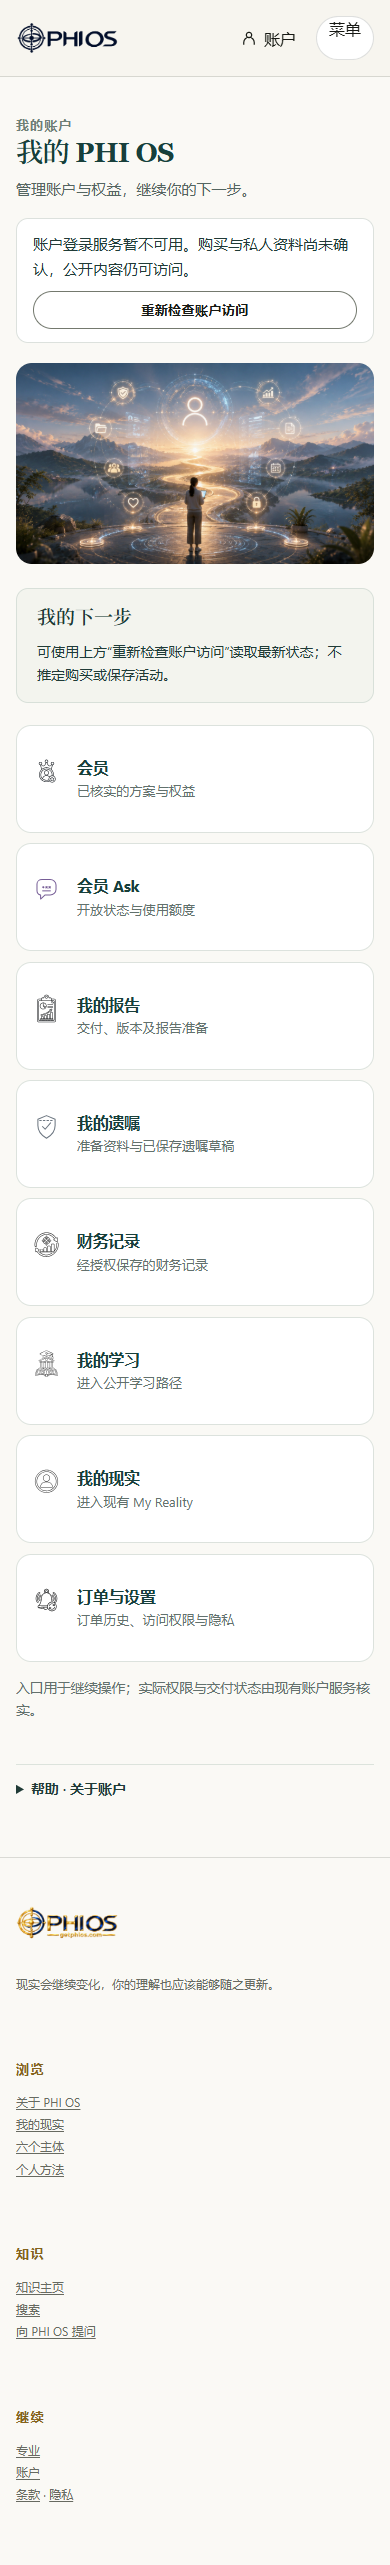 PHIOS
账户
菜单
我的账户
我的 PHI OS
管理账户与权益，继续你的下一步。
账户登录服务暂不可用。购买与私人资料尚未确
认，公开内容仍可访问。
重新检查账户访问
我的下一步
可使用上方“重新检查账户访问”读取最新状态；不
推定购买或保存活动。
会员
已核实的方案与权益
会员 Ask
开放状态与使用额度
我的报告
交付、版本及报告准备
我的遗嘱
准备资料与已保存遗嘱草稿
财务记录
经授权保存的财务记录
我的学习
进入公开学习路径
我的现实
进入现有 My Reality
订单与设置
订单历史、访问权限与隐私
入口用于继续操作；实际权限与交付状态由现有账户服务核
实。
▶ 帮助 · 关于账户
PHIOS
getphios.com
现实会继续变化，你的理解也应该能够随之更新。
浏览
关于 PHI OS
我的现实
六个主体
个人方法
知识
知识主页
搜索
向 PHI OS 提问
继续
专业
账户
条款 · 隐私